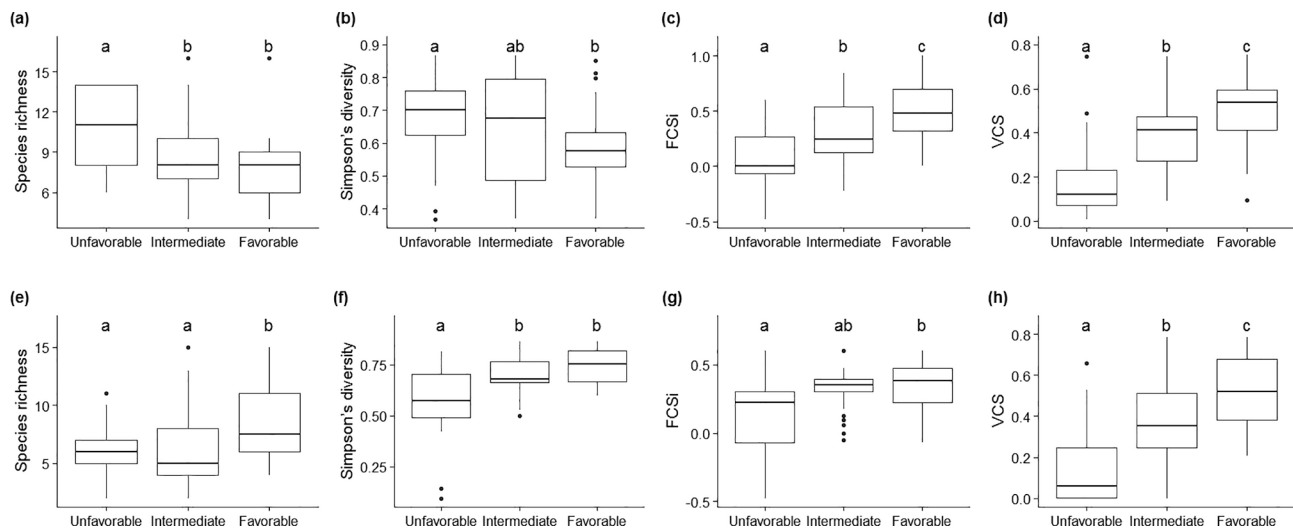 (a)
a b b
Species richness
15
12
9
6
Unfavorable Intermediate Favorable
(b)
a ab b
Simpson's diversity
0.9
0.8
0.7
0.6
0.5
0.4
Unfavorable Intermediate Favorable
(c)
a b c
FCSi
1.0
0.5
0.0
-0.5
Unfavorable Intermediate Favorable
(d)
a b c
VCS
0.8
0.6
0.4
0.2
0.0
Unfavorable Intermediate Favorable
(e)
a a b
Species richness
15
10
5
Unfavorable Intermediate Favorable
(f)
a b b
Simpson's diversity
0.75
0.50
0.25
Unfavorable Intermediate Favorable
(g)
a ab b
FCSi
0.5
0.0
-0.5
Unfavorable Intermediate Favorable
(h)
a b c
VCS
0.8
0.6
0.4
0.2
0.0
Unfavorable Intermediate Favorable